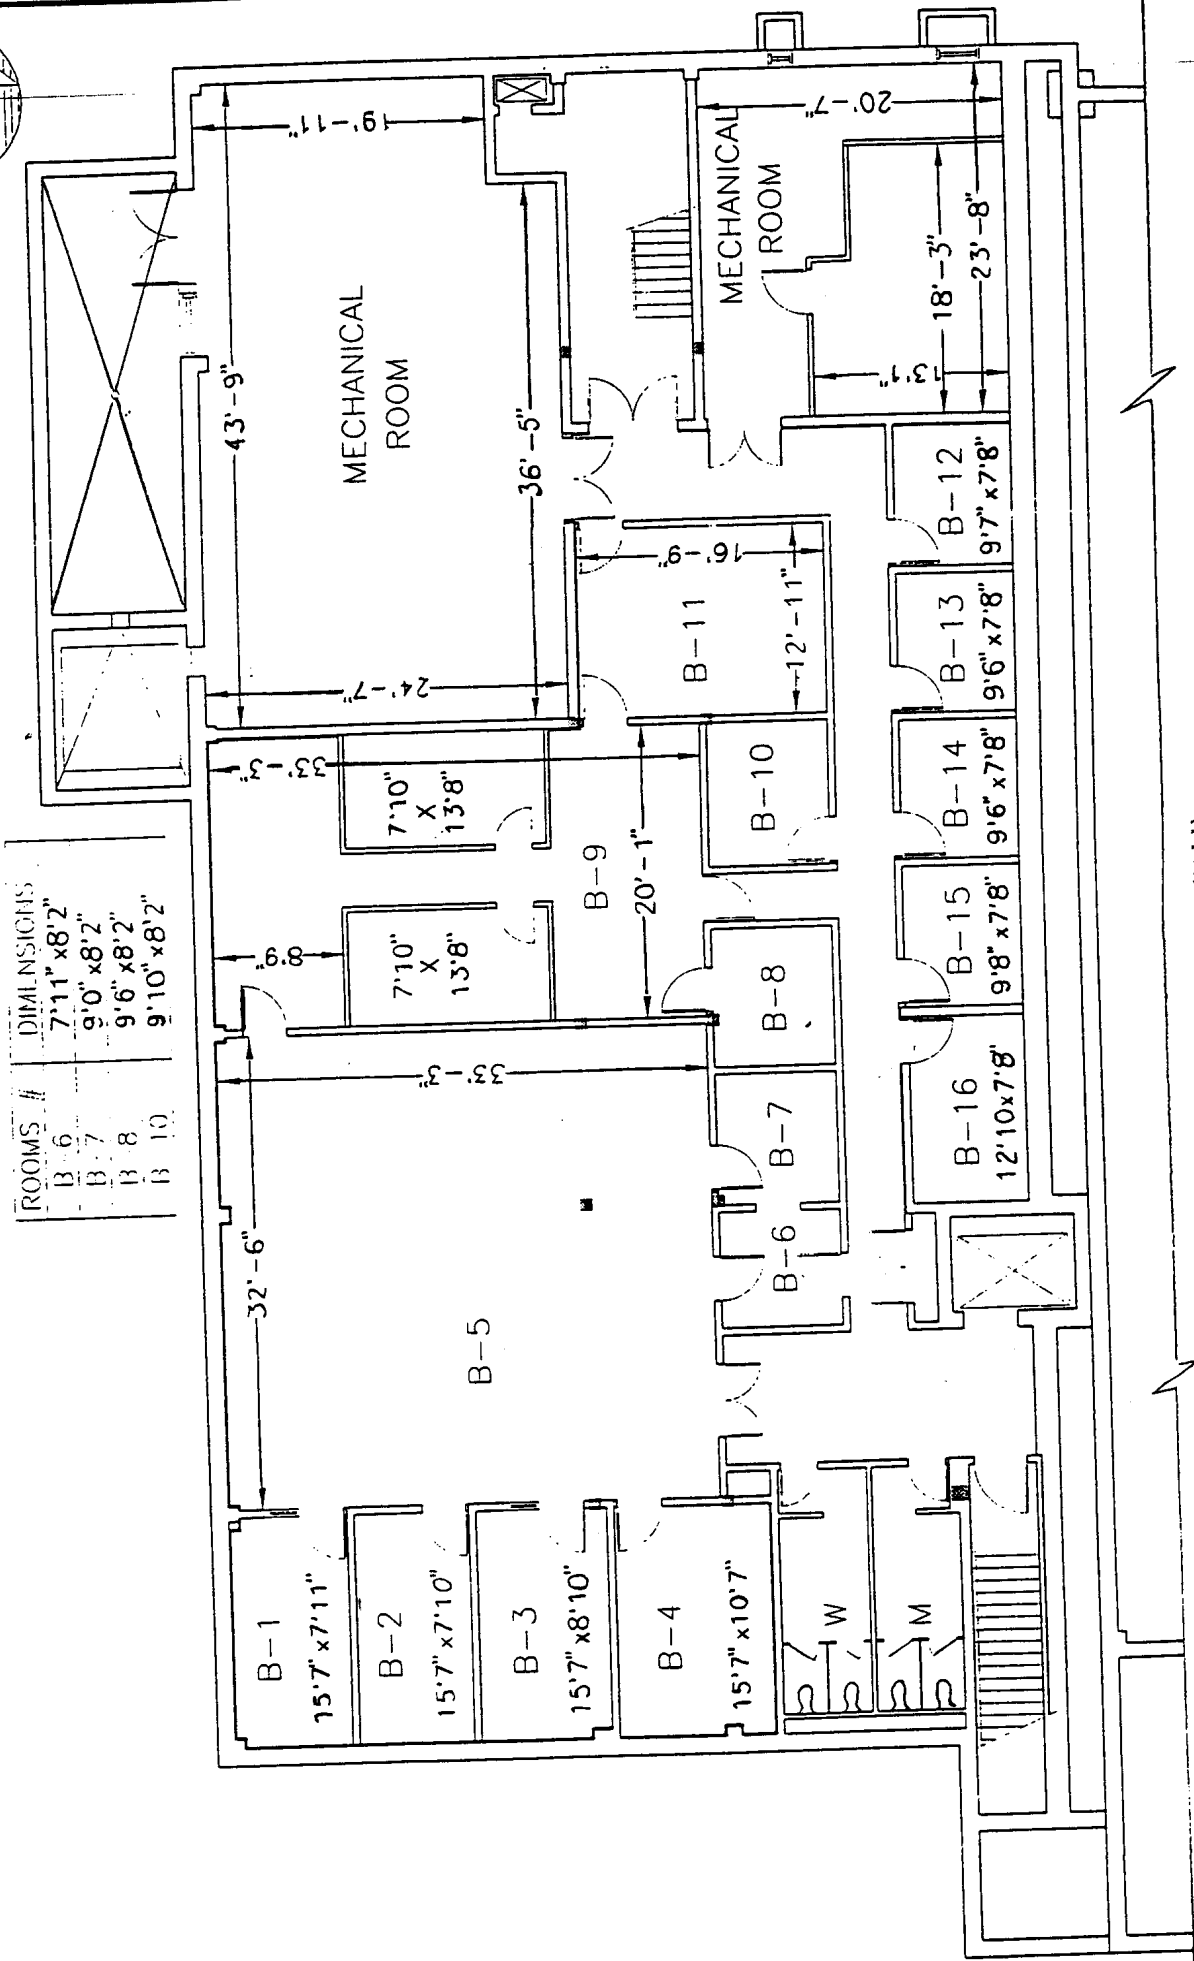 ROOMS # DIMENSIONS
B-6 7'11" x8'2"
B-7 9'0" x8'2"
B-8 9'6" x8'2"
B-10 9'10" x8'2"
43'-9"
19'-11"
MECHANICAL
ROOM
36'-5"
24'-7"
20'-7"
MECHANICAL
ROOM
18'-3"
23'-8"
13'1"
33'-3"
7'10"
X
13'8"
8'9"
7'10"
X
13'8"
B-9
20'-1"
16'-9"
B-11
12'-11"
B-10
B-8
B-12
9'7" x7'8"
B-13
9'6" x7'8"
B-14
9'6" x7'8"
B-15
9'8" x7'8"
B-16
12'10x7'8"
32'-6"
33'-3"
B-5
B-7
B-6
B-1
15'7" x7'11"
B-2
15'7" x7'10"
B-3
15'7" x8'10"
B-4
15'7" x10'7"
W
M